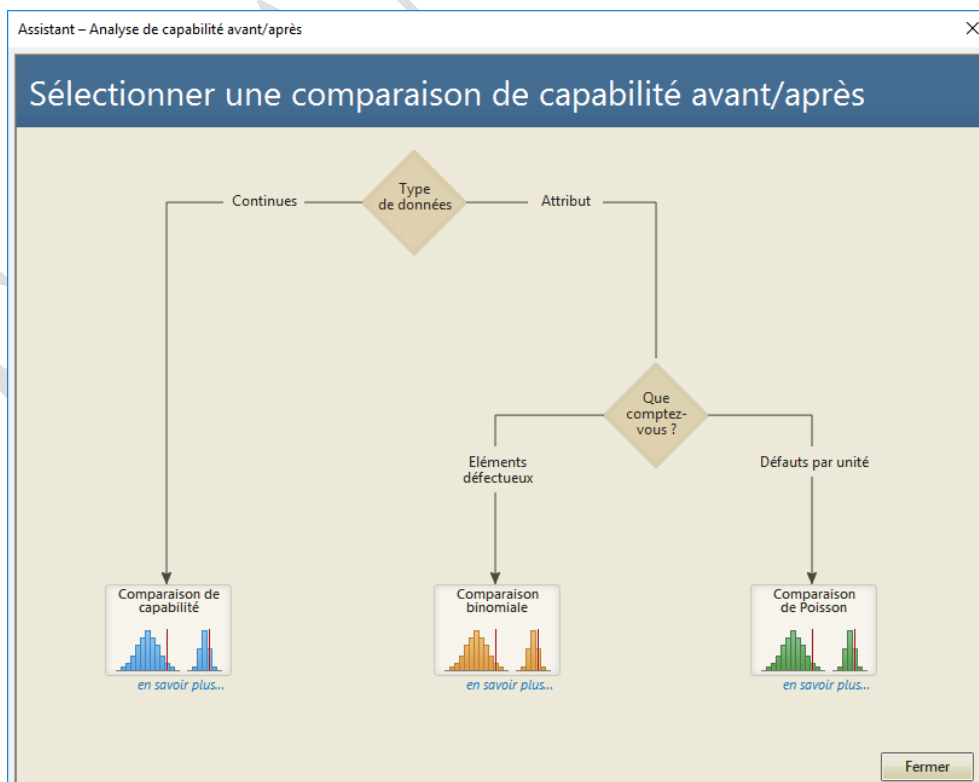 Assistant – Analyse de capabilité avant/après
Sélectionner une comparaison de capabilité avant/après
Type
de données
Continues
Attribut
Que
comptez-
vous ?
Eléments
défectueux
Défauts par unité
Comparaison de
capabilité
en savoir plus...
Comparaison
binomiale
en savoir plus...
Comparaison
de Poisson
en savoir plus...
Fermer